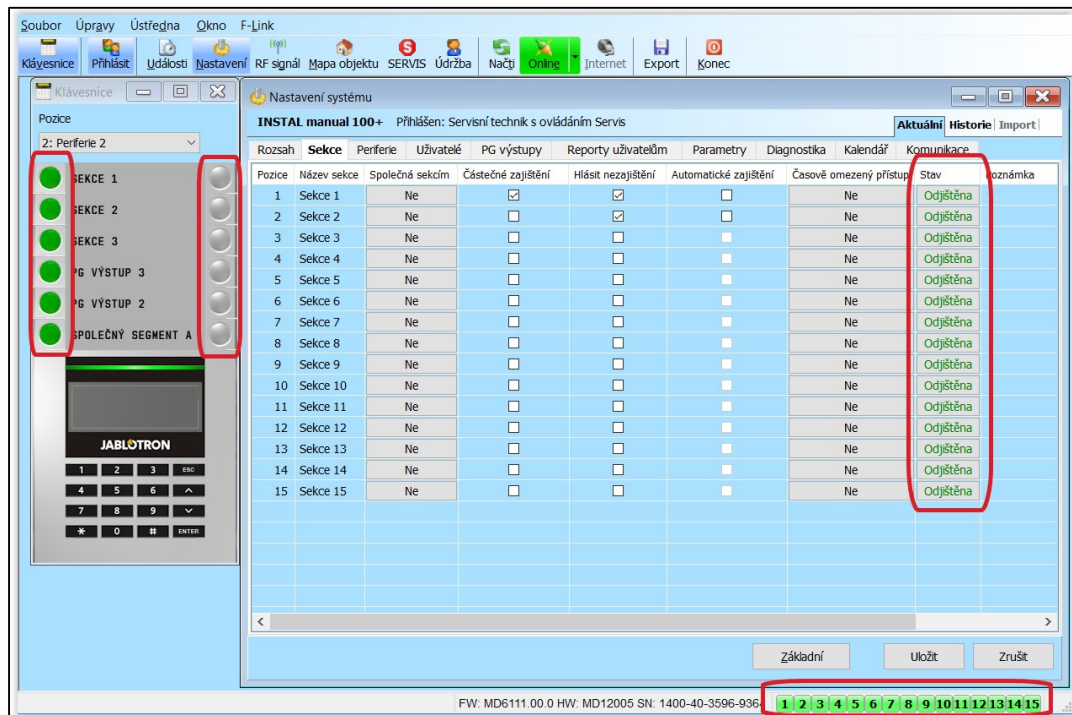 Soubor Úpravy Ústředna Okno F-Link
Klávesnice Přihlásit Události Nastavení RF signál Mapa objektu SERVIS Údržba Načti Online Internet Export Konec
Klávesnice
Pozice
2: Periferie 2
SEKCE 1
SEKCE 2
SEKCE 3
PG VÝSTUP 3
PG VÝSTUP 2
SPOLEČNÝ SEGMENT A
JABLOTRON
1 2 3 ESC
4 5 6
7 8 9
* 0 # ENTER
Nastavení systému
INSTAL manual 100+ Přihlášen: Servisní technik s ovládáním Servis Aktuální Historie Import
Rozsah Sekce Periferie Uživatelé PG výstupy Reporty uživatelům Parametry Diagnostika Kalendář Komunikace
Pozice Název sekce Společná sekcím Částečné zajištění Hlásit nezajištění Automatické zajištění Časově omezený přístup Stav Poznámka
1 Sekce 1 Ne Ne Odjištěna
2 Sekce 2 Ne Ne Odjištěna
3 Sekce 3 Ne Ne Odjištěna
4 Sekce 4 Ne Ne Odjištěna
5 Sekce 5 Ne Ne Odjištěna
6 Sekce 6 Ne Ne Odjištěna
7 Sekce 7 Ne Ne Odjištěna
8 Sekce 8 Ne Ne Odjištěna
9 Sekce 9 Ne Ne Odjištěna
10 Sekce 10 Ne Ne Odjištěna
11 Sekce 11 Ne Ne Odjištěna
12 Sekce 12 Ne Ne Odjištěna
13 Sekce 13 Ne Ne Odjištěna
14 Sekce 14 Ne Ne Odjištěna
15 Sekce 15 Ne Ne Odjištěna
Základní Uložit Zrušit
FW: MD6111.00.0 HW: MD12005 SN: 1400-40-3596-9364 1 2 3 4 5 6 7 8 9 10 11 12 13 14 15